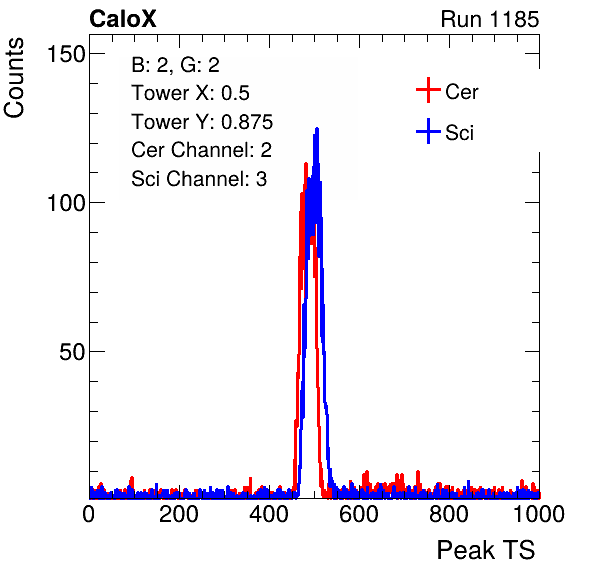 CaloX Run 1185
Counts
150
100
50
B: 2, G: 2
Tower X: 0.5
Tower Y: 0.875
Cer Channel: 2
Sci Channel: 3
Cer
Sci
0 200 400 600 800 1000
Peak TS